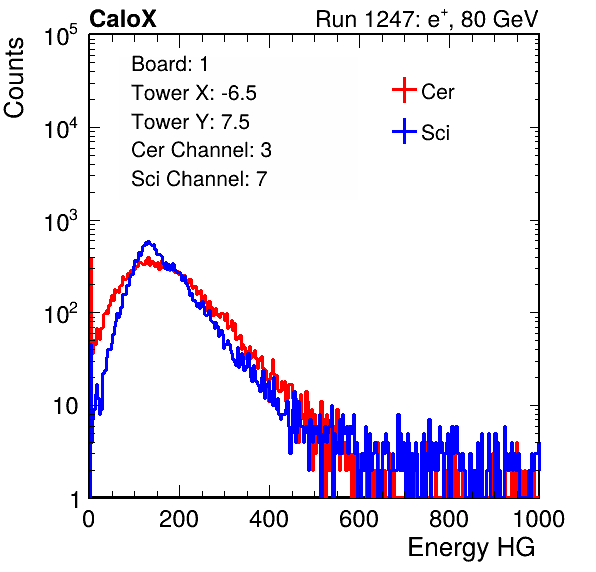 CaloX Run 1247: e⁺, 80 GeV
Counts
Board: 1
Tower X: -6.5
Tower Y: 7.5
Cer Channel: 3
Sci Channel: 7
Cer
Sci
10⁵
10⁴
10³
10²
10
1
0 200 400 600 800 1000
Energy HG